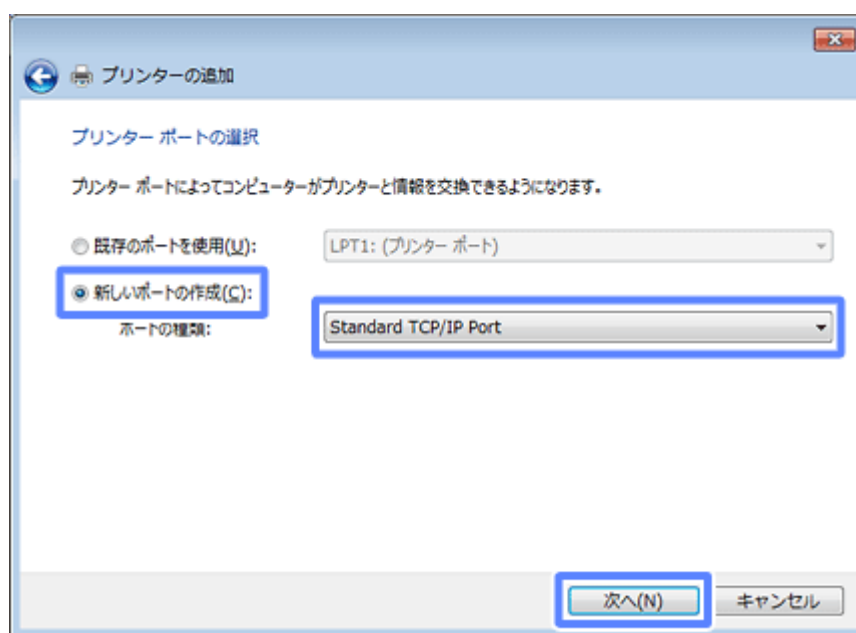 プリンターの追加
プリンター ポートの選択
プリンター ポートによってコンピューターがプリンターと情報を交換できるようになります。
既存のポートを使用(U): LPT1: (プリンター ポート)
新しいポートの作成(C):
ポートの種類: Standard TCP/IP Port
次へ(N) キャンセル